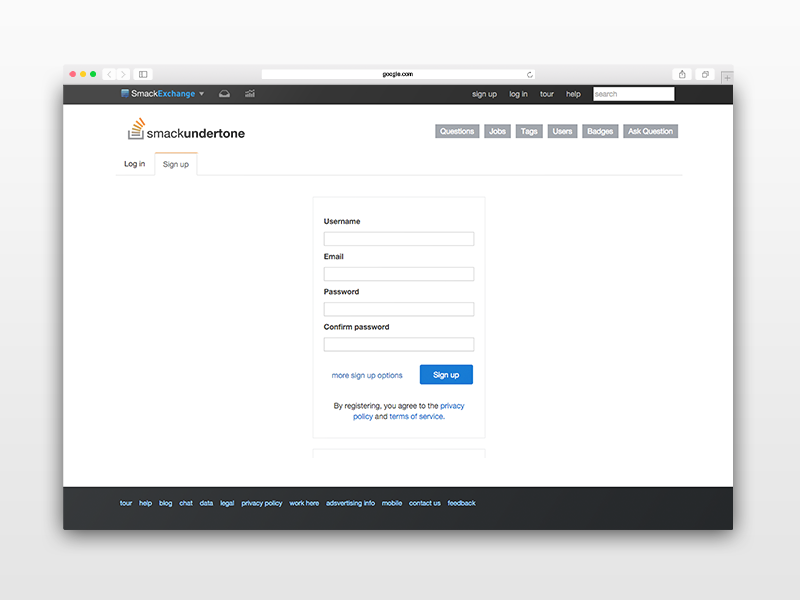 google.com
SmackExchange sign up log in tour help search
smackundertone
Questions Jobs Tags Users Badges Ask Question
Log in Sign up
Username
Email
Password
Confirm password
more sign up options Sign up
By registering, you agree to the privacy
policy and terms of service.
tour help blog chat data legal privacy policy work here adsvertising info mobile contact us feedback